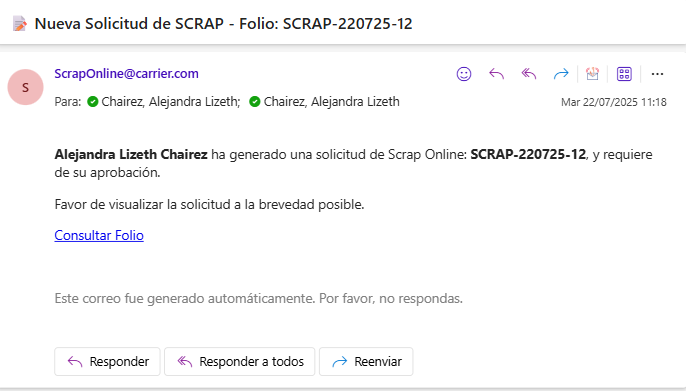 Nueva Solicitud de SCRAP - Folio: SCRAP-220725-12
S
ScrapOnline@carrier.com
Para: Chairez, Alejandra Lizeth; Chairez, Alejandra Lizeth
Mar 22/07/2025 11:18
Alejandra Lizeth Chairez ha generado una solicitud de Scrap Online: SCRAP-220725-12, y requiere
de su aprobación.
Favor de visualizar la solicitud a la brevedad posible.
Consultar Folio
Este correo fue generado automáticamente. Por favor, no respondas.
Responder
Responder a todos
Reenviar